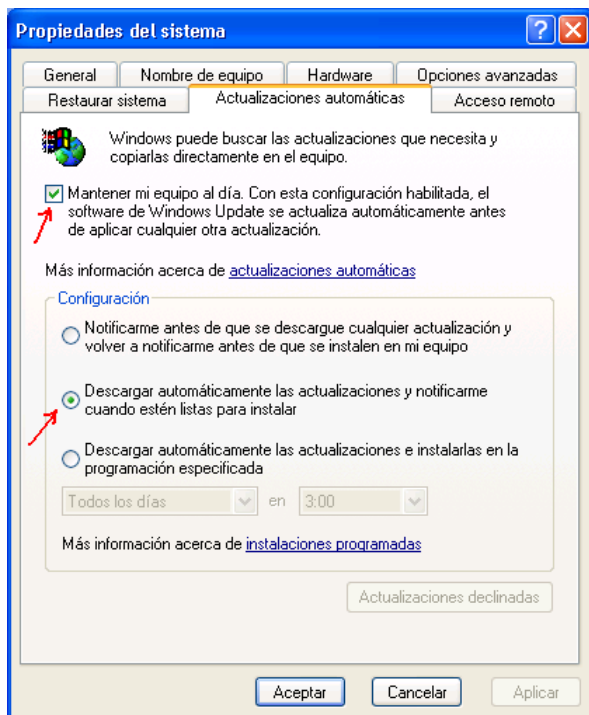 Propiedades del sistema
General
Nombre de equipo
Hardware
Opciones avanzadas
Restaurar sistema
Actualizaciones automáticas
Acceso remoto
Windows puede buscar las actualizaciones que necesita y
copiarlas directamente en el equipo.
Mantener mi equipo al día. Con esta configuración habilitada, el
software de Windows Update se actualiza automáticamente antes
de aplicar cualquier otra actualización.
Más información acerca de actualizaciones automáticas
Configuración
Notificarme antes de que se descargue cualquier actualización y
volver a notificarme antes de que se instalen en mi equipo
Descargar automáticamente las actualizaciones y notificarme
cuando estén listas para instalar
Descargar automáticamente las actualizaciones e instalarlas en la
programación especificada
Todos los días en 3:00
Más información acerca de instalaciones programadas
Actualizaciones declinadas
Aceptar
Cancelar
Aplicar